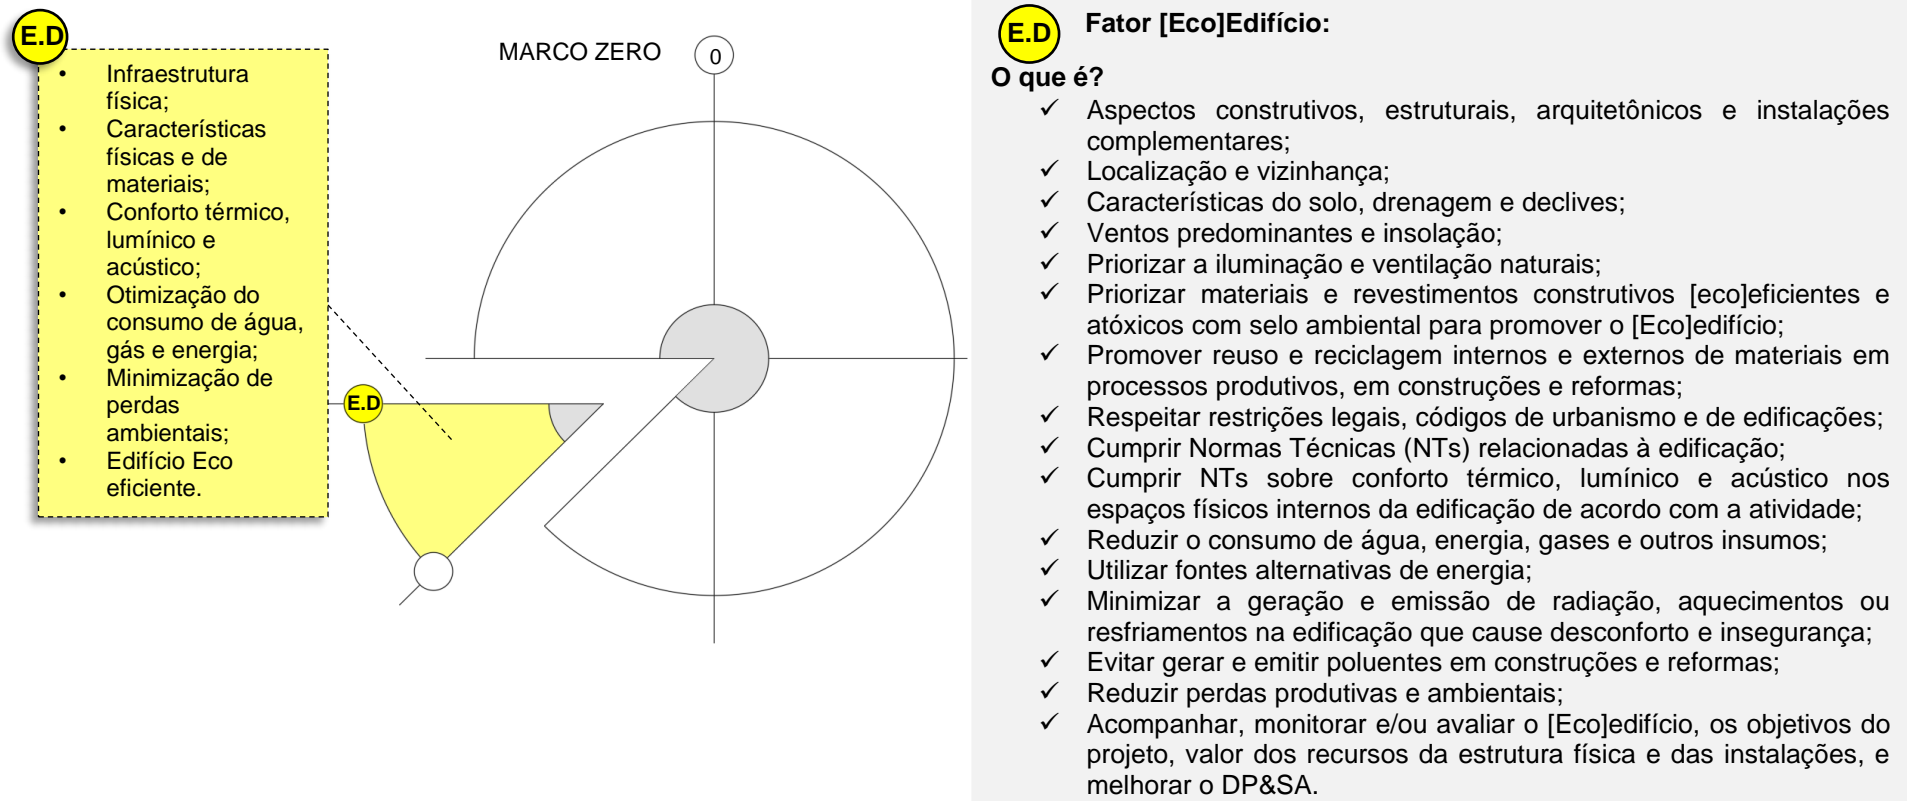 E.D
• Infraestrutura
física;
• Características
físicas e de
materiais;
• Conforto térmico,
lumínico e
acústico;
• Otimização do
consumo de água,
gás e energia;
• Minimização de
perdas
ambientais;
• Edifício Eco
eficiente.
MARCO ZERO
0
E.D
E.D
Fator [Eco]Edifício:
O que é?
✓ Aspectos construtivos, estruturais, arquitetônicos e instalações
complementares;
✓ Localização e vizinhança;
✓ Características do solo, drenagem e declives;
✓ Ventos predominantes e insolação;
✓ Priorizar a iluminação e ventilação naturais;
✓ Priorizar materiais e revestimentos construtivos [eco]eficientes e
atóxicos com selo ambiental para promover o [Eco]edifício;
✓ Promover reuso e reciclagem internos e externos de materiais em
processos produtivos, em construções e reformas;
✓ Respeitar restrições legais, códigos de urbanismo e de edificações;
✓ Cumprir Normas Técnicas (NTs) relacionadas à edificação;
✓ Cumprir NTs sobre conforto térmico, lumínico e acústico nos
espaços físicos internos da edificação de acordo com a atividade;
✓ Reduzir o consumo de água, energia, gases e outros insumos;
✓ Utilizar fontes alternativas de energia;
✓ Minimizar a geração e emissão de radiação, aquecimentos ou
resfriamentos na edificação que cause desconforto e insegurança;
✓ Evitar gerar e emitir poluentes em construções e reformas;
✓ Reduzir perdas produtivas e ambientais;
✓ Acompanhar, monitorar e/ou avaliar o [Eco]edifício, os objetivos do
projeto, valor dos recursos da estrutura física e das instalações, e
melhorar o DP&SA.